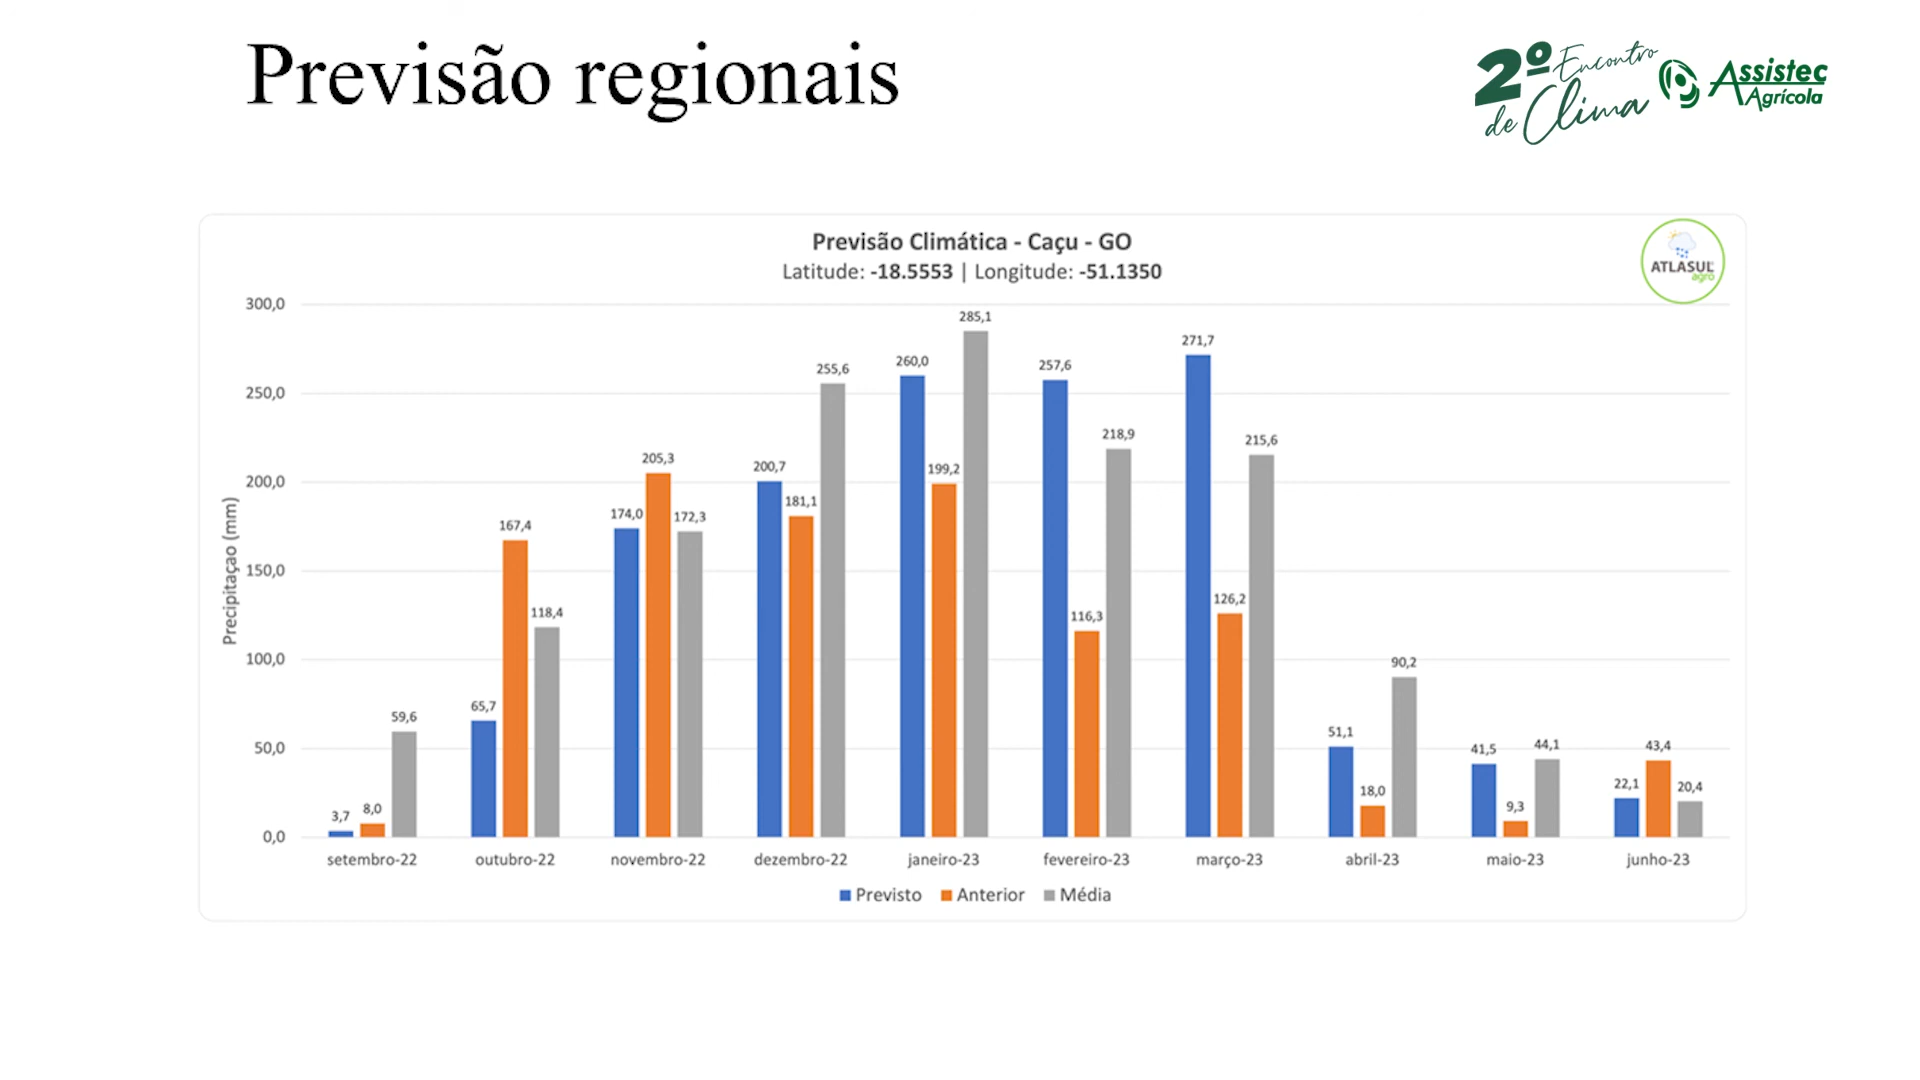 Previsão regionais
2º Encontro
de Clima
Assistec
Agrícola
Previsão Climática - Caçu - GO
Latitude: -18.5553 | Longitude: -51.1350
ATLASUL
agro
Precipitaçao (mm)
300,0
250,0
200,0
150,0
100,0
50,0
0,0
3,7 8,0 59,6
65,7 167,4 118,4
174,0 205,3 172,3
200,7 181,1 255,6
260,0 199,2 285,1
257,6 116,3 218,9
271,7 126,2 215,6
51,1 18,0 90,2
41,5 9,3 44,1
22,1 43,4 20,4
setembro-22 outubro-22 novembro-22 dezembro-22 janeiro-23 fevereiro-23 março-23 abril-23 maio-23 junho-23
Previsto Anterior Média